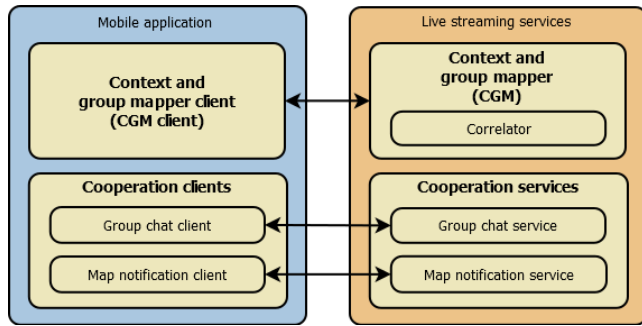 Mobile application
Context and
group mapper client
(CGM client)
Cooperation clients
Group chat client
Map notification client
Live streaming services
Context and
group mapper
(CGM)
Correlator
Cooperation services
Group chat service
Map notification service